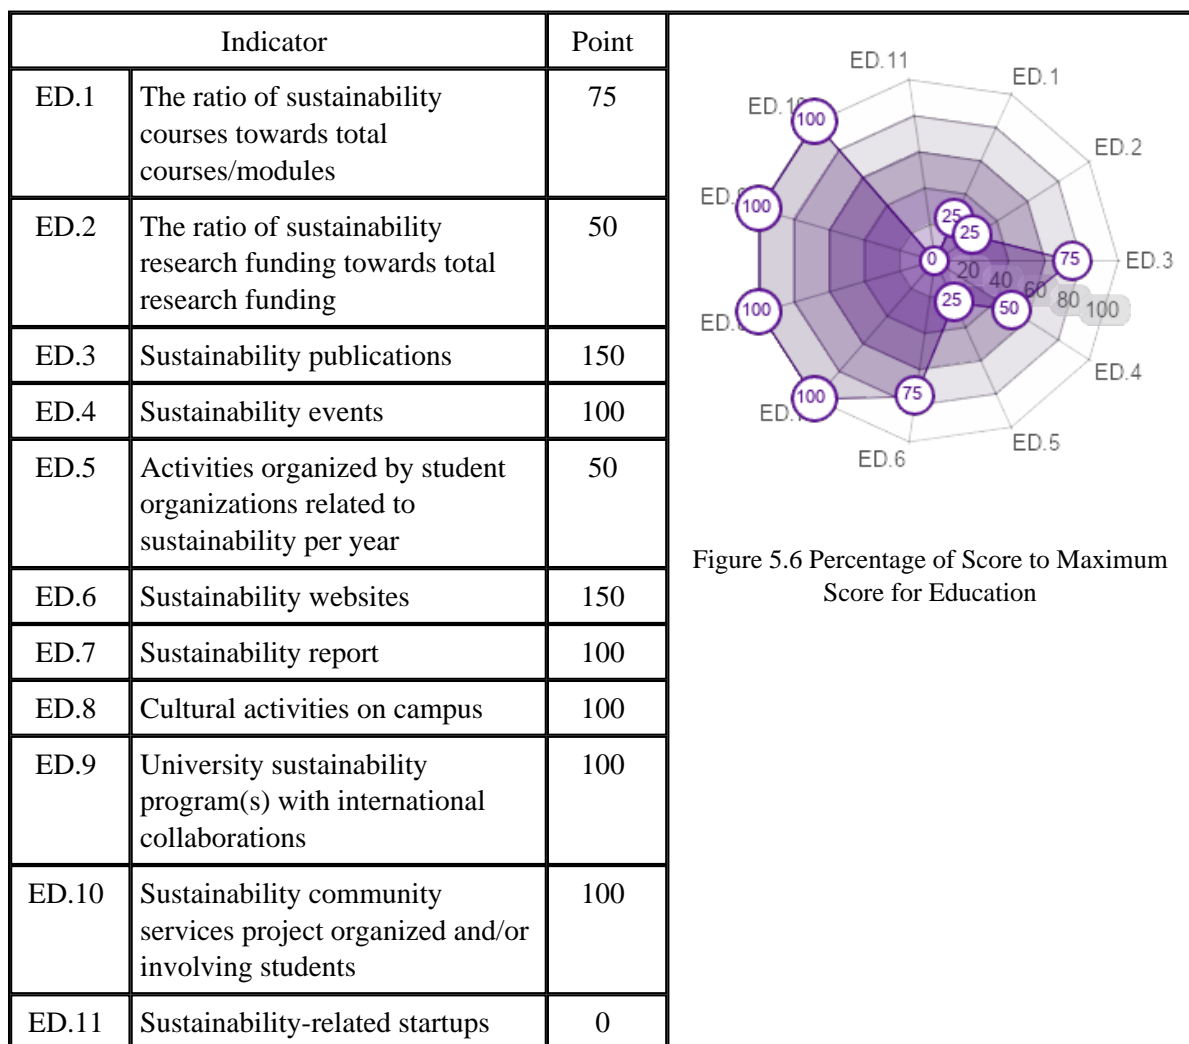 Indicator Point
ED.1 The ratio of sustainability 75
courses towards total
courses/modules
ED.2 The ratio of sustainability 50
research funding towards total
research funding
ED.3 Sustainability publications 150
ED.4 Sustainability events 100
ED.5 Activities organized by student 50
organizations related to
sustainability per year
ED.6 Sustainability websites 150
ED.7 Sustainability report 100
ED.8 Cultural activities on campus 100
ED.9 University sustainability 100
program(s) with international
collaborations
ED.10 Sustainability community 100
services project organized and/or
involving students
ED.11 Sustainability-related startups 0
ED.11
ED.1
100
ED.2
100
25
25
0
75
ED.3
20
40
60
80
100
25
50
100
ED.4
100
75
ED.5
ED.6
Figure 5.6 Percentage of Score to Maximum
Score for Education